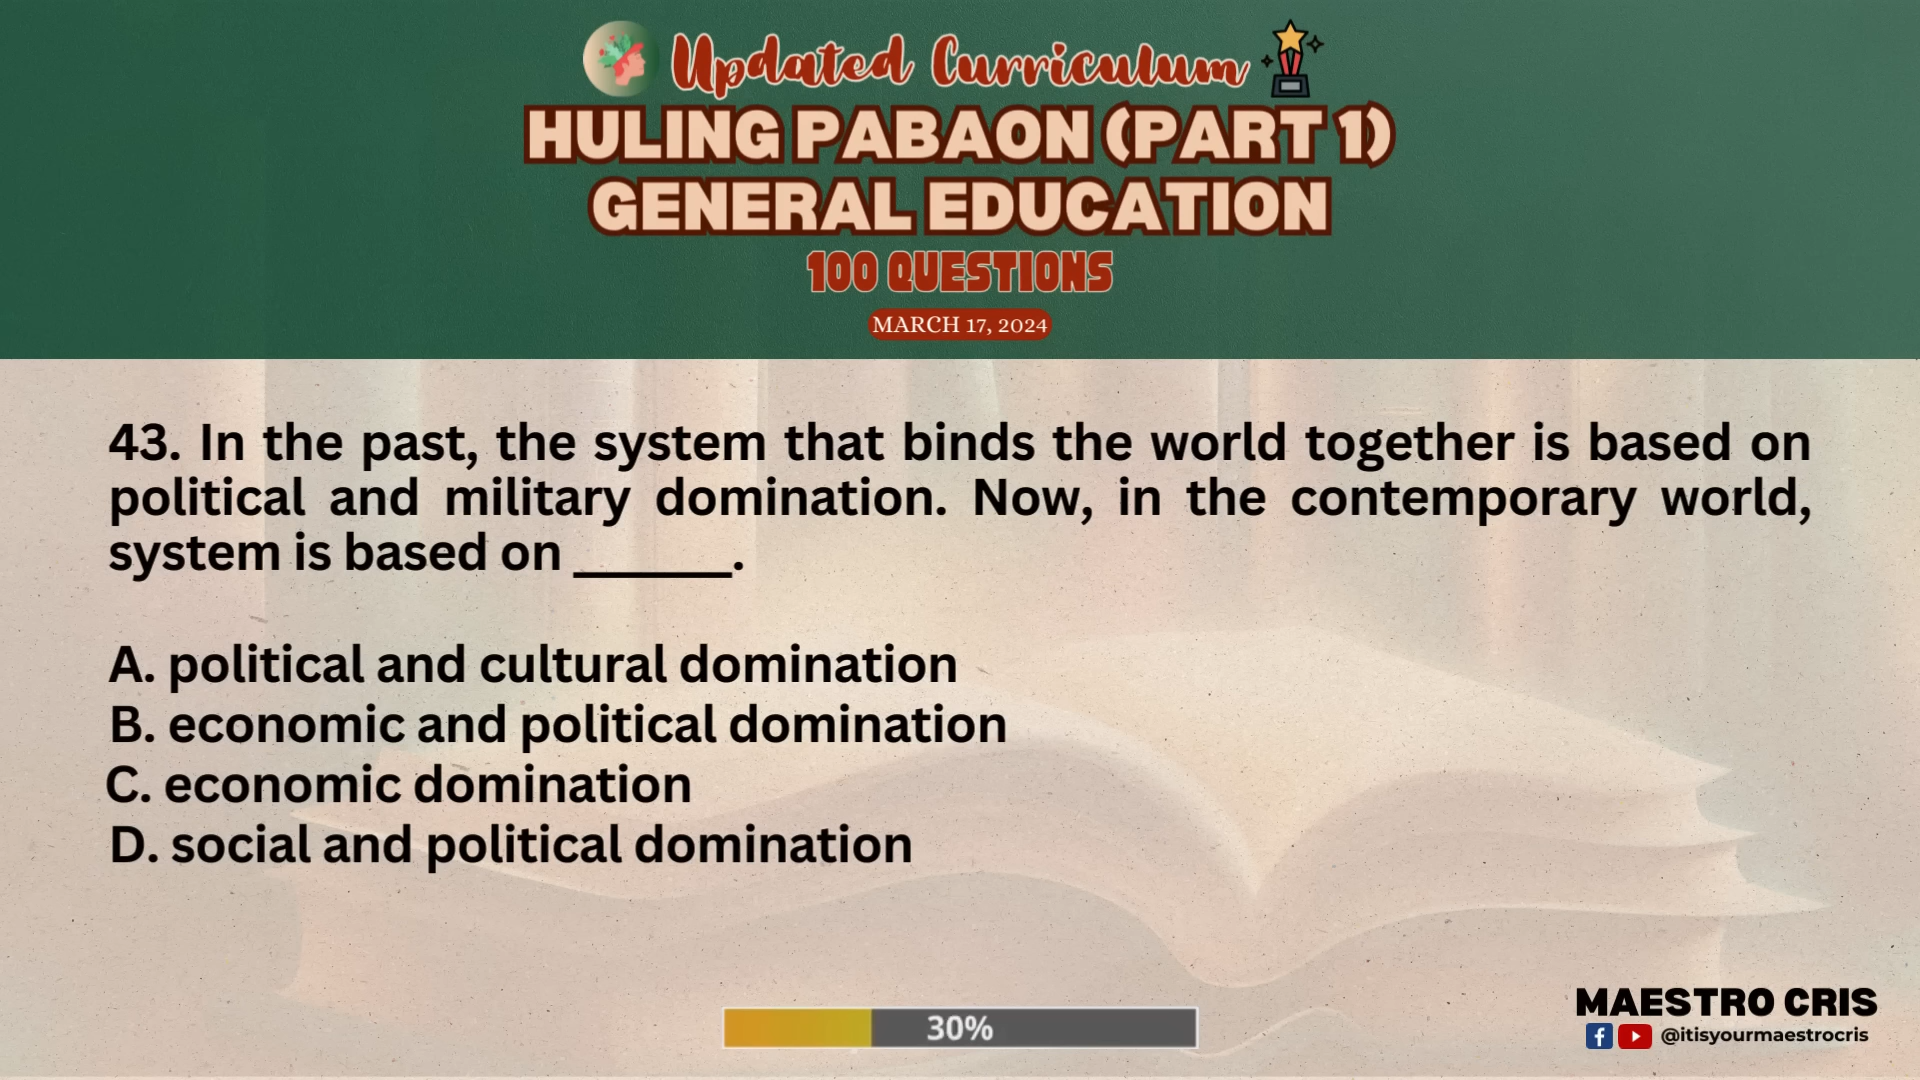 Updated Curriculum
HULING PABAON (PART 1)
GENERAL EDUCATION
100 QUESTIONS
MARCH 17, 2024
43. In the past, the system that binds the world together is based on
political and military domination. Now, in the contemporary world,
system is based on ______.
A. political and cultural domination
B. economic and political domination
C. economic domination
D. social and political domination
30%
MAESTRO CRIS
@itisyourmaestrocris